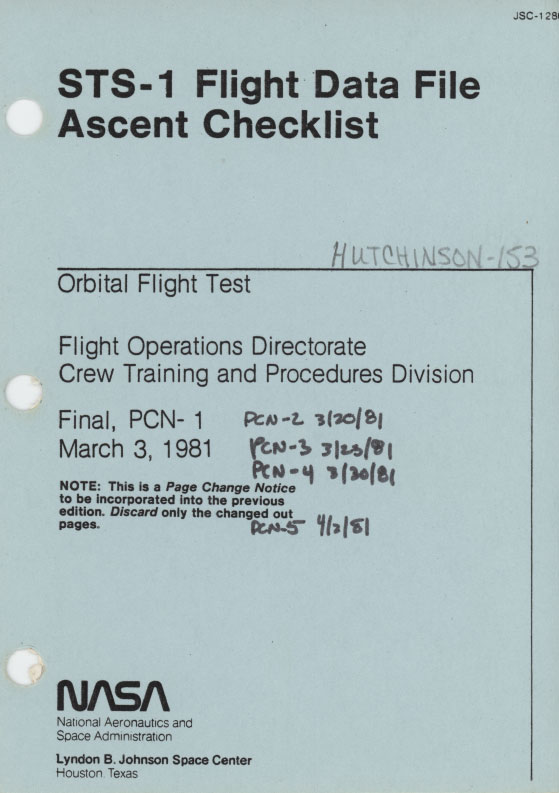 JSC-1280
STS-1 Flight Data File
Ascent Checklist
HUTCHINSON-153
Orbital Flight Test
Flight Operations Directorate
Crew Training and Procedures Division
Final, PCN- 1
PCN-2 3/20/81
March 3, 1981
PCN-3 3/23/81
PCN-4 3/30/81
NOTE: This is a Page Change Notice
to be incorporated into the previous
edition. Discard only the changed out
pages.
PCN-5 4/2/81
NASA
National Aeronautics and
Space Administration
Lyndon B. Johnson Space Center
Houston, Texas